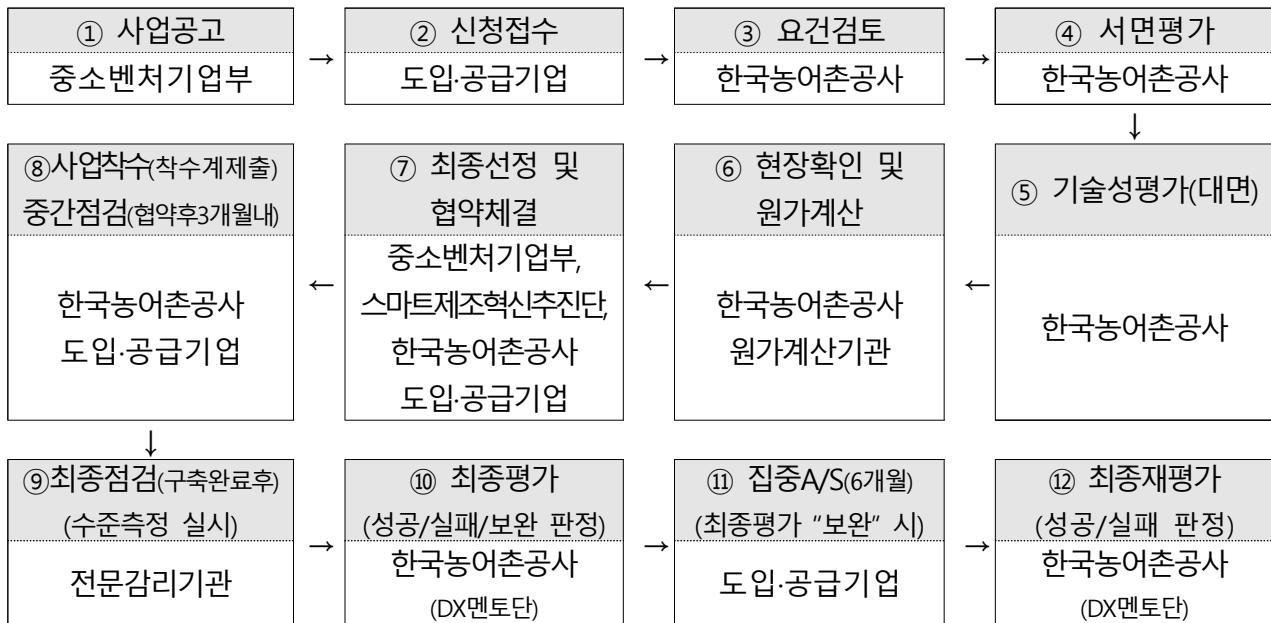 ① 사업공고
중소벤처기업부
→
② 신청접수
도입·공급기업
→
③ 요건검토
한국농어촌공사
→
④ 서면평가
한국농어촌공사
↓
⑤ 기술성평가(대면)
한국농어촌공사
←
⑥ 현장확인 및
원가계산
한국농어촌공사
원가계산기관
←
⑦ 최종선정 및
협약체결
중소벤처기업부,
스마트제조혁신추진단,
한국농어촌공사
도입·공급기업
←
⑧사업착수(착수계제출)
중간점검(협약후3개월내)
한국농어촌공사
도입·공급기업
↓
⑨최종점검(구축완료후)
(수준측정 실시)
전문감리기관
→
⑩ 최종평가
(성공/실패/보완 판정)
한국농어촌공사
(DX멘토단)
→
⑪ 집중A/S(6개월)
(최종평가 “보완” 시)
도입·공급기업
→
⑫ 최종재평가
(성공/실패 판정)
한국농어촌공사
(DX멘토단)